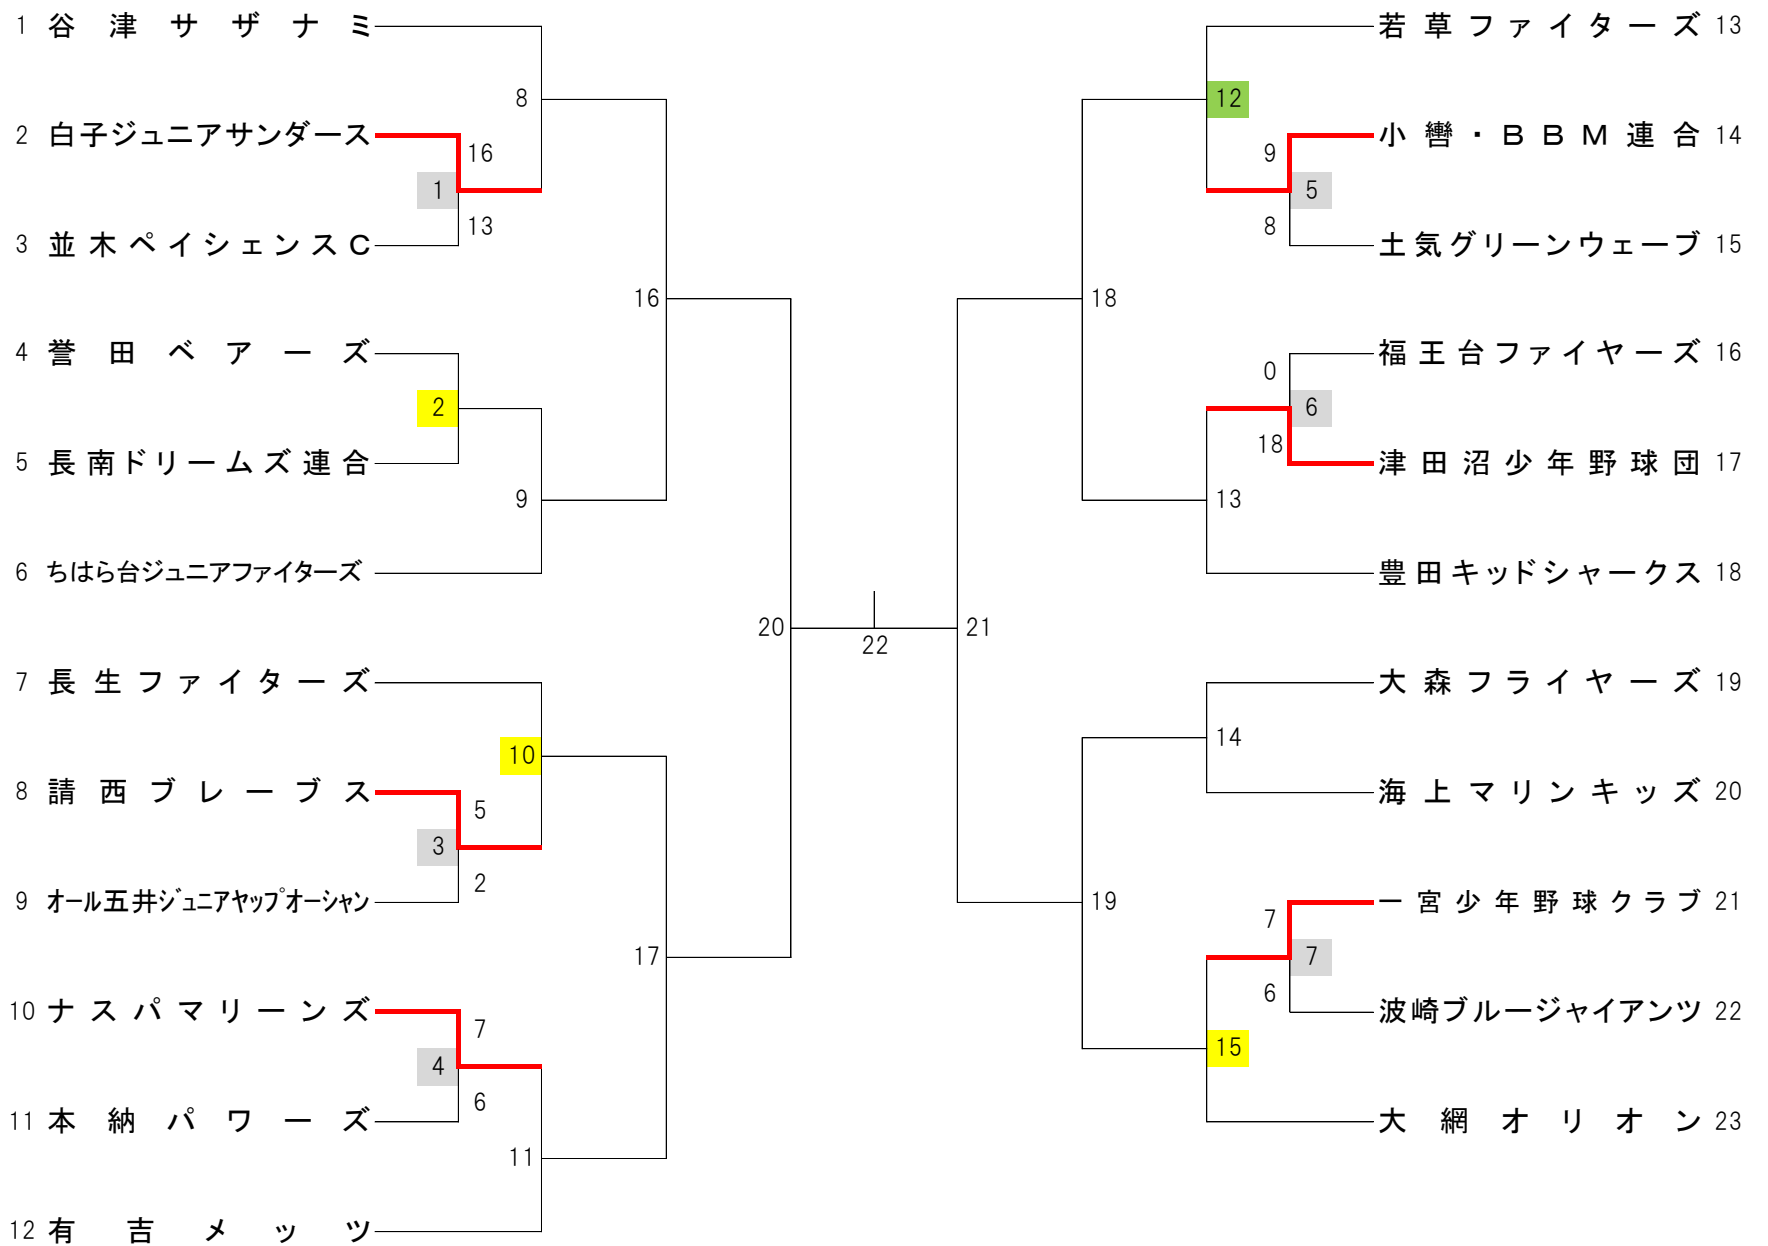 1 谷津サザナミ
8
2 白子ジュニアサンダース
16
1
13
3 並木ペイシェンスC
16
4 誉田ベアーズ
2
5 長南ドリームズ連合
9
6 ちはら台ジュニアファイターズ
20
7 長生ファイターズ
10
8 請西ブレーブス
5
3
2
9 オール五井ジュニアヤップオーシャン
17
10 ナスパマリーンズ
7
4
6
11 本納パワーズ
11
12 有吉メッツ
22
若草ファイターズ 13
12
小轡・BBM連合 14
9
5
8
土気グリーンウェーブ 15
18
福王台ファイヤーズ 16
0
6
18
津田沼少年野球団 17
13
豊田キッドシャークス 18
21
大森フライヤーズ 19
14
海上マリンキッズ 20
19
一宮少年野球クラブ 21
7
7
6
波崎ブルージャイアンツ 22
15
大網オリオン 23